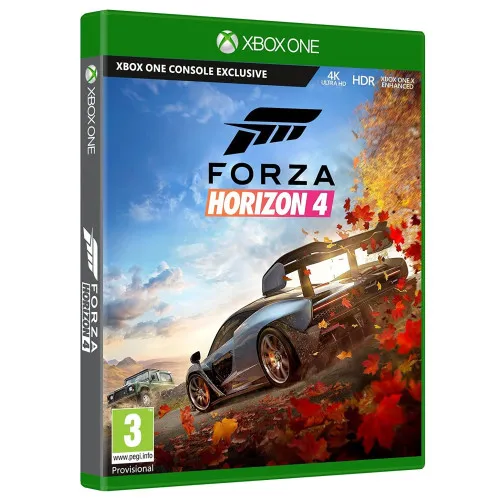 XBOX ONE
XBOX ONE CONSOLE EXCLUSIVE
4K
ULTRA HD
HDR
XBOX ONE X
ENHANCED
FORZA
HORIZON 4
3
www.pegi.info
Provisional
XBOX ONE
FORZA
HORIZON 4